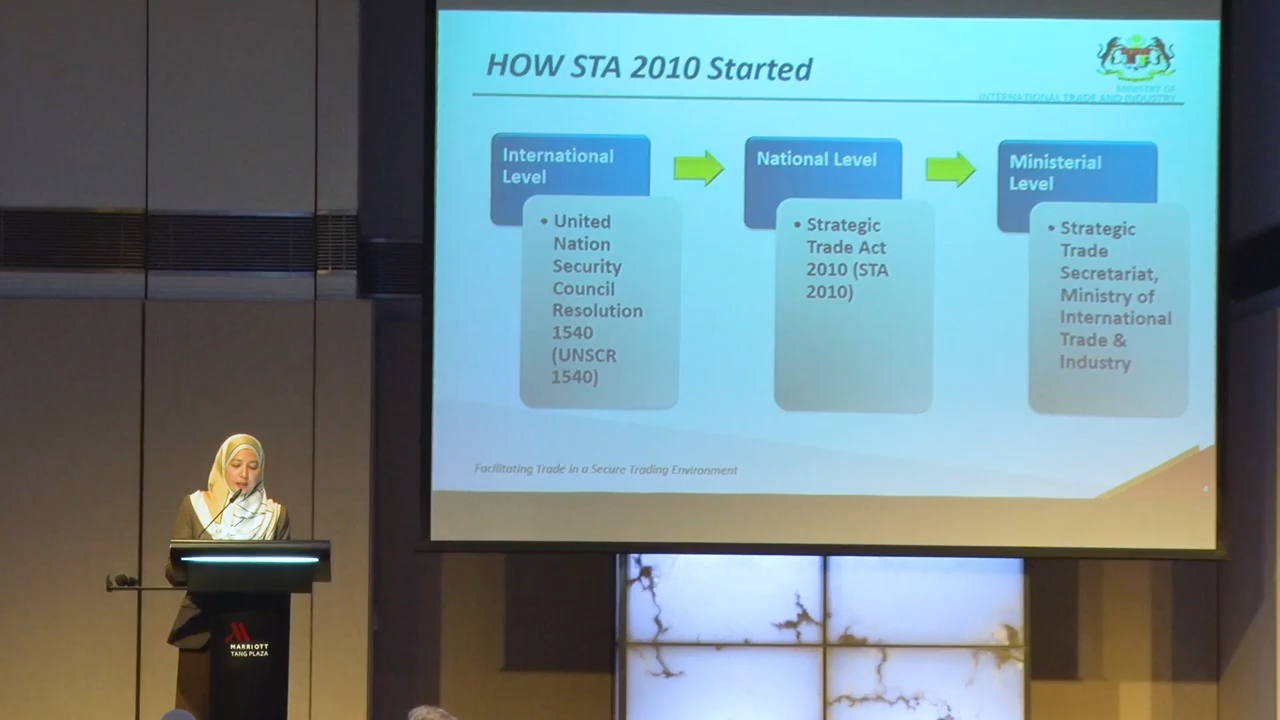 HOW STA 2010 Started
MINISTRY OF
INTERNATIONAL TRADE AND INDUSTRY
International
Level
• United
Nation
Security
Council
Resolution
1540
(UNSCR
1540)
National Level
• Strategic
Trade Act
2010 (STA
2010)
Ministerial
Level
• Strategic
Trade
Secretariat,
Ministry of
International
Trade &
Industry
Facilitating Trade in a Secure Trading Environment
MARRIOTT
TANG PLAZA